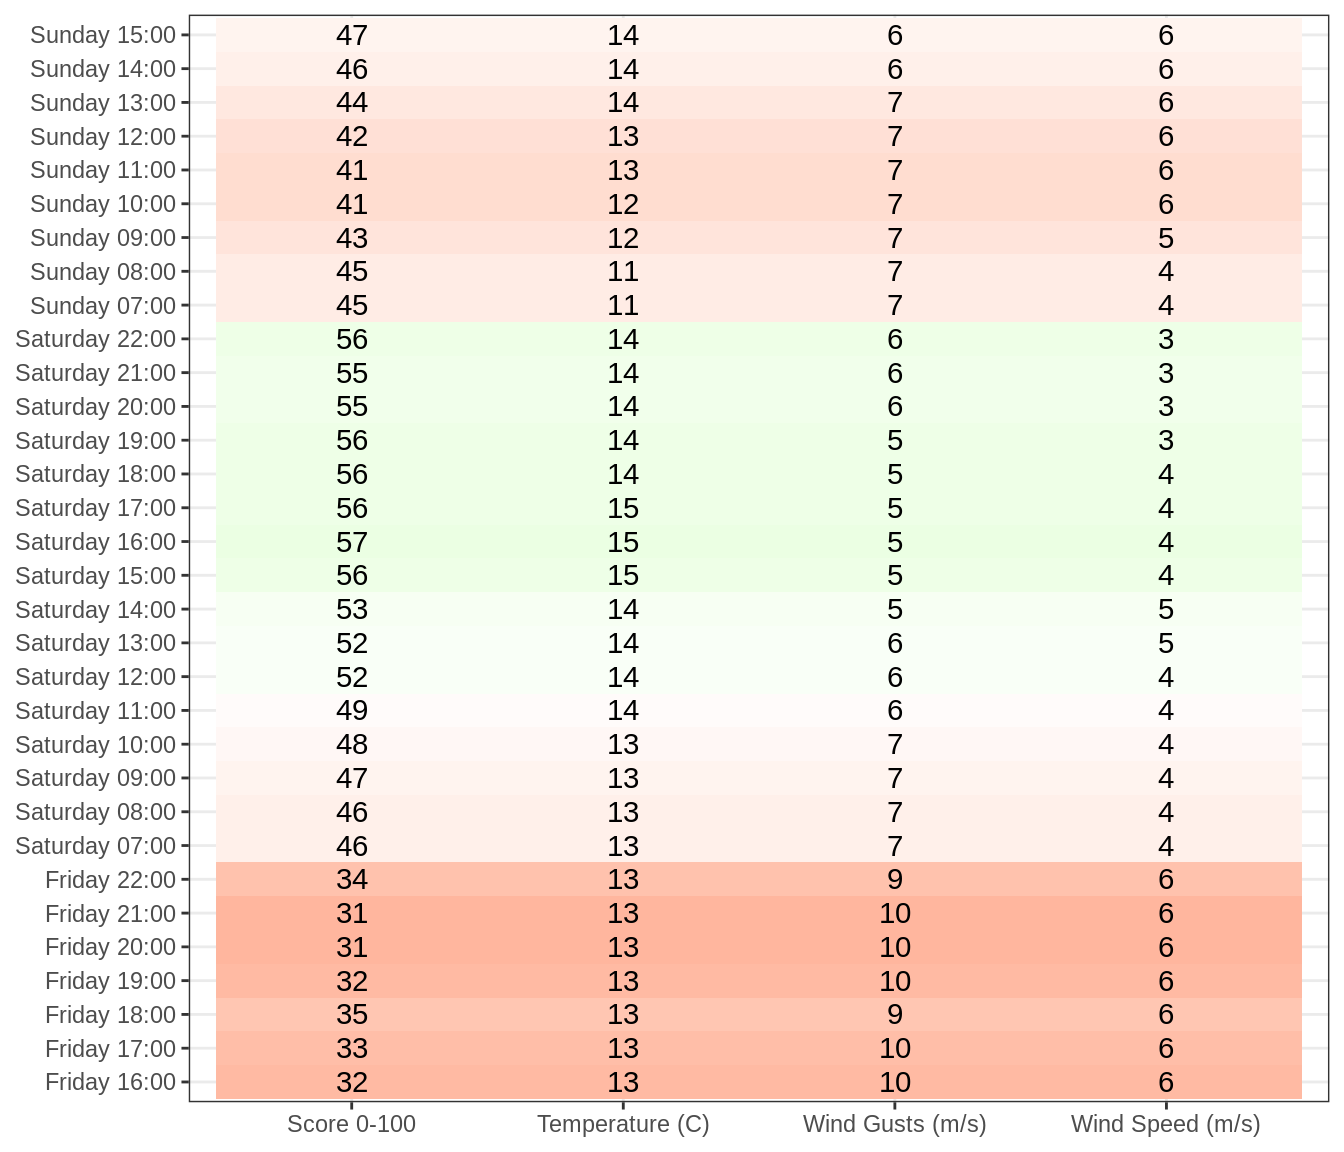 Sunday 15:00 47 14 6 6
Sunday 14:00 46 14 6 6
Sunday 13:00 44 14 7 6
Sunday 12:00 42 13 7 6
Sunday 11:00 41 13 7 6
Sunday 10:00 41 12 7 6
Sunday 09:00 43 12 7 5
Sunday 08:00 45 11 7 4
Sunday 07:00 45 11 7 4
Saturday 22:00 56 14 6 3
Saturday 21:00 55 14 6 3
Saturday 20:00 55 14 6 3
Saturday 19:00 56 14 5 3
Saturday 18:00 56 14 5 4
Saturday 17:00 56 15 5 4
Saturday 16:00 57 15 5 4
Saturday 15:00 56 15 5 4
Saturday 14:00 53 14 5 5
Saturday 13:00 52 14 6 5
Saturday 12:00 52 14 6 4
Saturday 11:00 49 14 6 4
Saturday 10:00 48 13 7 4
Saturday 09:00 47 13 7 4
Saturday 08:00 46 13 7 4
Saturday 07:00 46 13 7 4
Friday 22:00 34 13 9 6
Friday 21:00 31 13 10 6
Friday 20:00 31 13 10 6
Friday 19:00 32 13 10 6
Friday 18:00 35 13 9 6
Friday 17:00 33 13 10 6
Friday 16:00 32 13 10 6
Score 0-100 Temperature (C) Wind Gusts (m/s) Wind Speed (m/s)